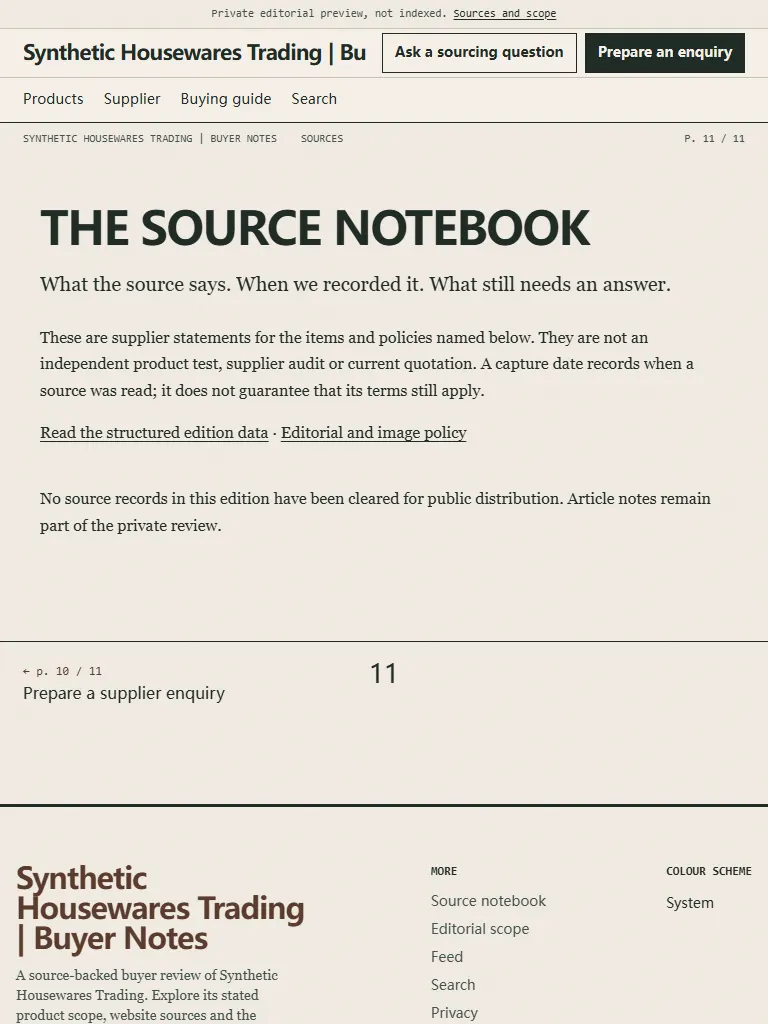 Private editorial preview, not indexed. Sources and scope
Synthetic Housewares Trading | Bu
Ask a sourcing question
Prepare an enquiry
Products
Supplier
Buying guide
Search
SYNTHETIC HOUSEWARES TRADING | BUYER NOTES
SOURCES
P. 11 / 11
THE SOURCE NOTEBOOK
What the source says. When we recorded it. What still needs an answer.
These are supplier statements for the items and policies named below. They are not an
independent product test, supplier audit or current quotation. A capture date records when a
source was read; it does not guarantee that its terms still apply.
Read the structured edition data · Editorial and image policy
No source records in this edition have been cleared for public distribution. Article notes remain
part of the private review.
← p. 10 / 11
Prepare a supplier enquiry
11
Synthetic
Housewares Trading
| Buyer Notes
A source-backed buyer review of Synthetic
Housewares Trading. Explore its stated
product scope, website sources and the
MORE
Source notebook
Editorial scope
Feed
Search
Privacy
COLOUR SCHEME
System